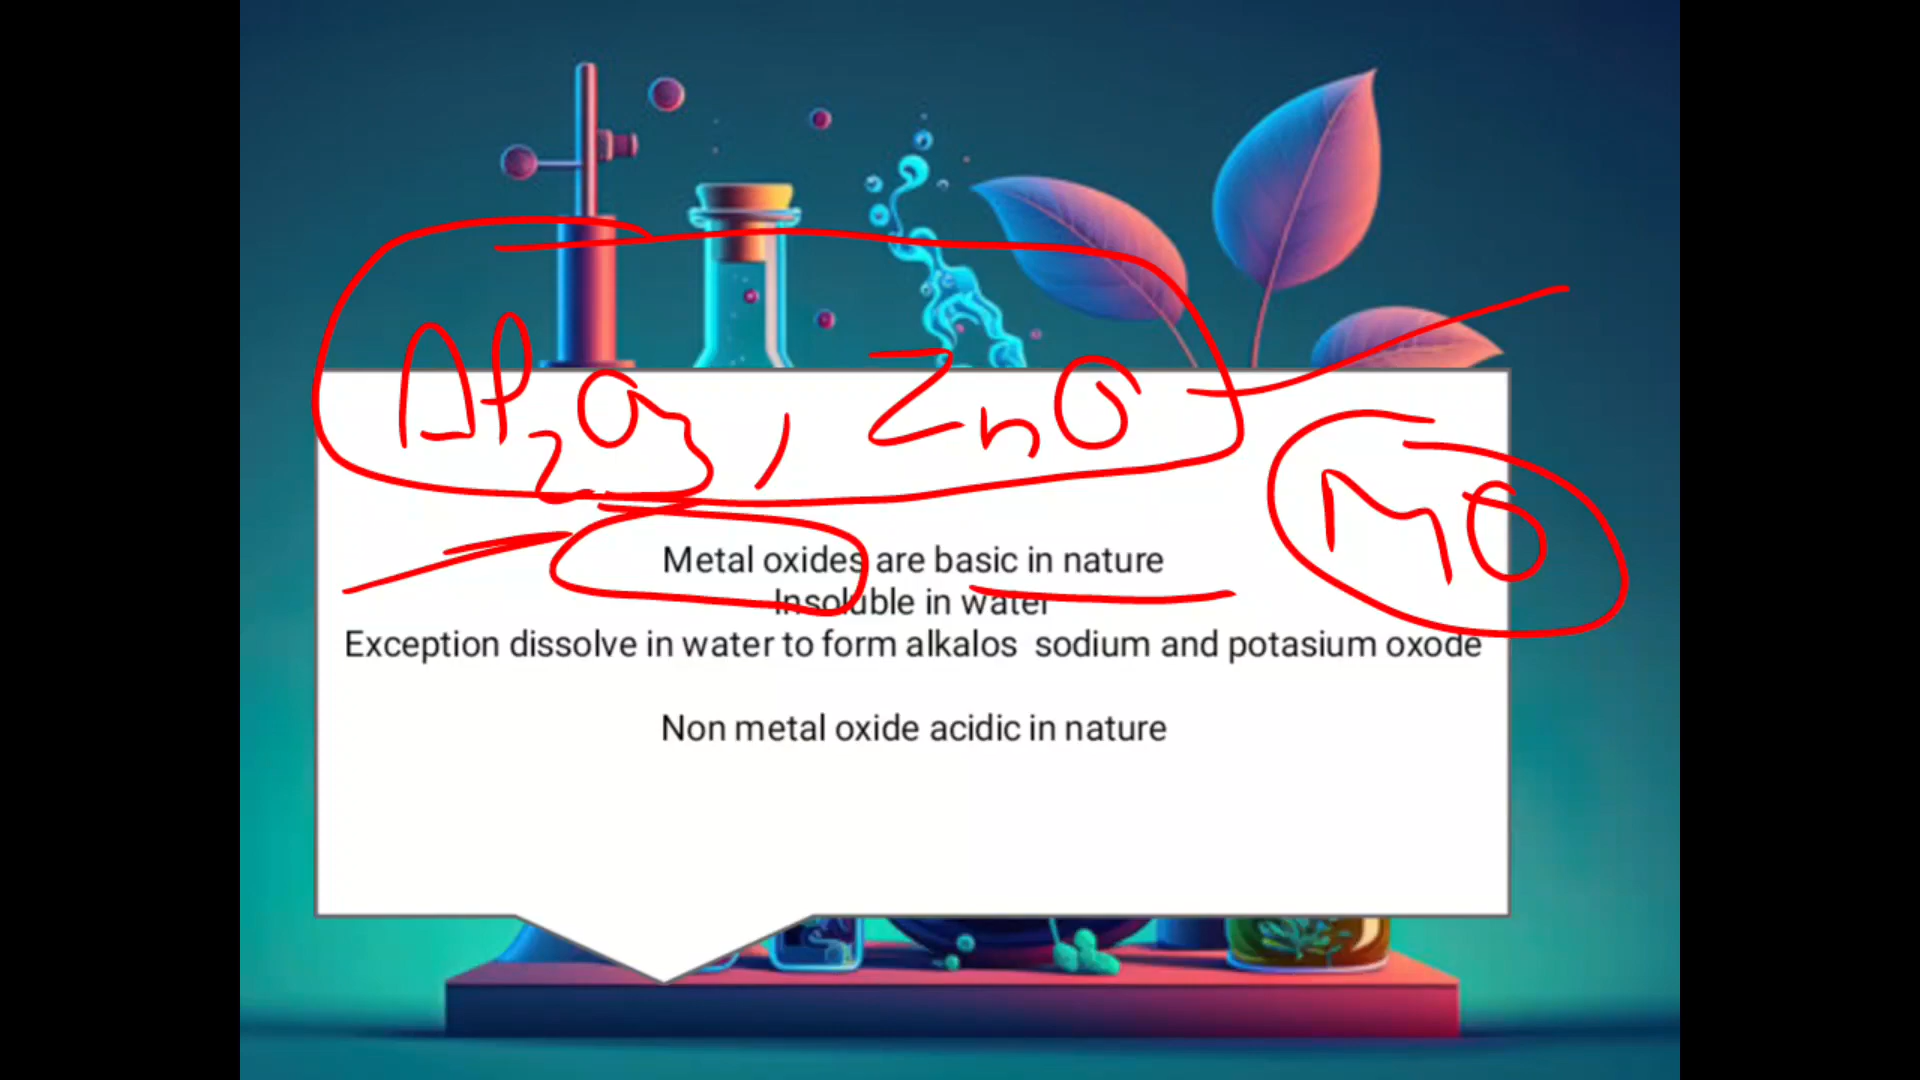 Al2O3, ZnO
MO
Metal oxides are basic in nature
Insoluble in water
Exception dissolve in water to form alkalos sodium and potasium oxode
Non metal oxide acidic in nature